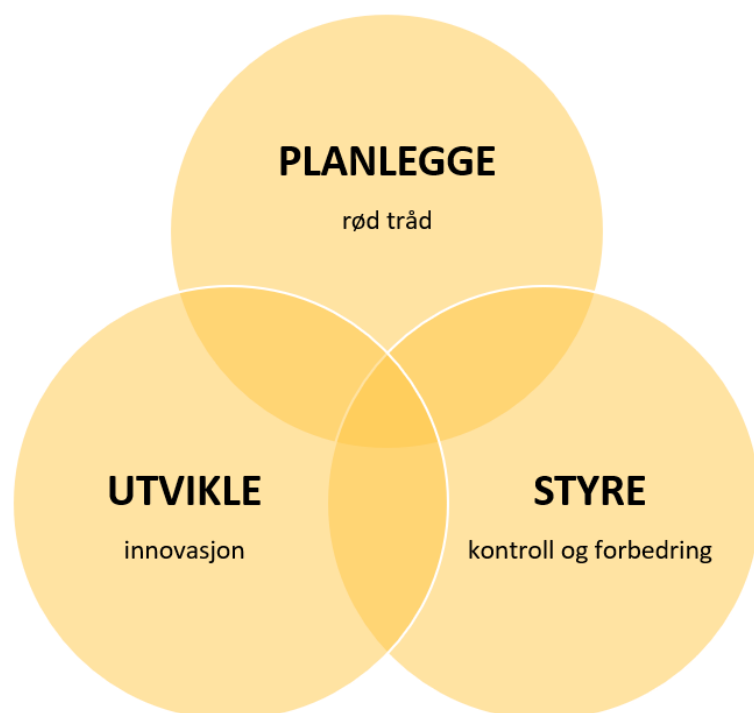 PLANLEGGE
rød tråd
UTVIKLE
innovasjon
STYRE
kontroll og forbedring